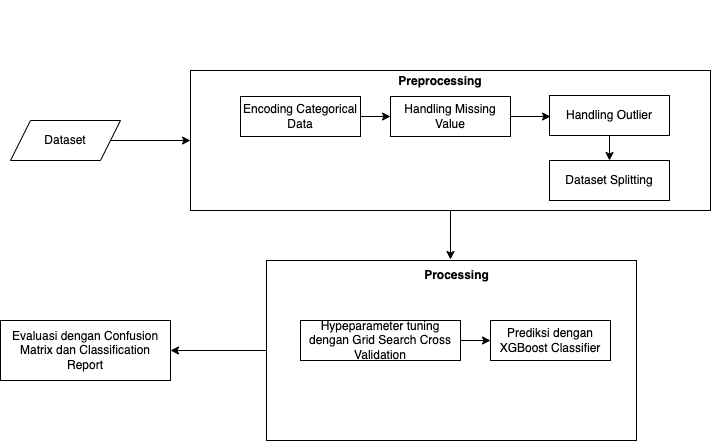 Preprocessing
Encoding Categorical
Data
Handling Missing
Value
Handling Outlier
Dataset
Dataset Splitting
Processing
Hypeparameter tuning
dengan Grid Search Cross
Validation
Prediksi dengan
XGBoost Classifier
Evaluasi dengan Confusion
Matrix dan Classification
Report